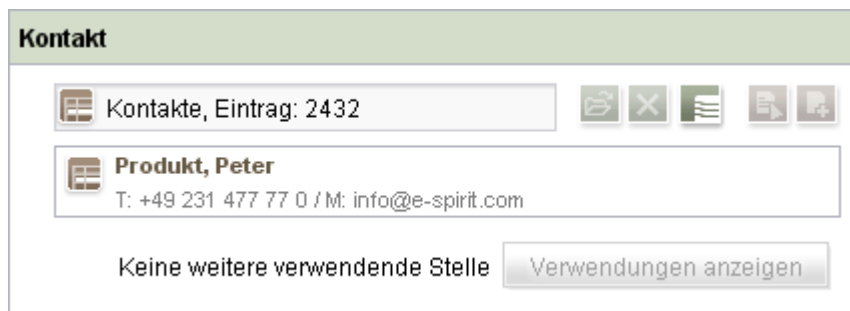 Kontakt
Kontakte, Eintrag: 2432
Produkt, Peter
T: +49 231 477 77 0 / M: info@e-spirit.com
Keine weitere verwendende Stelle Verwendungen anzeigen